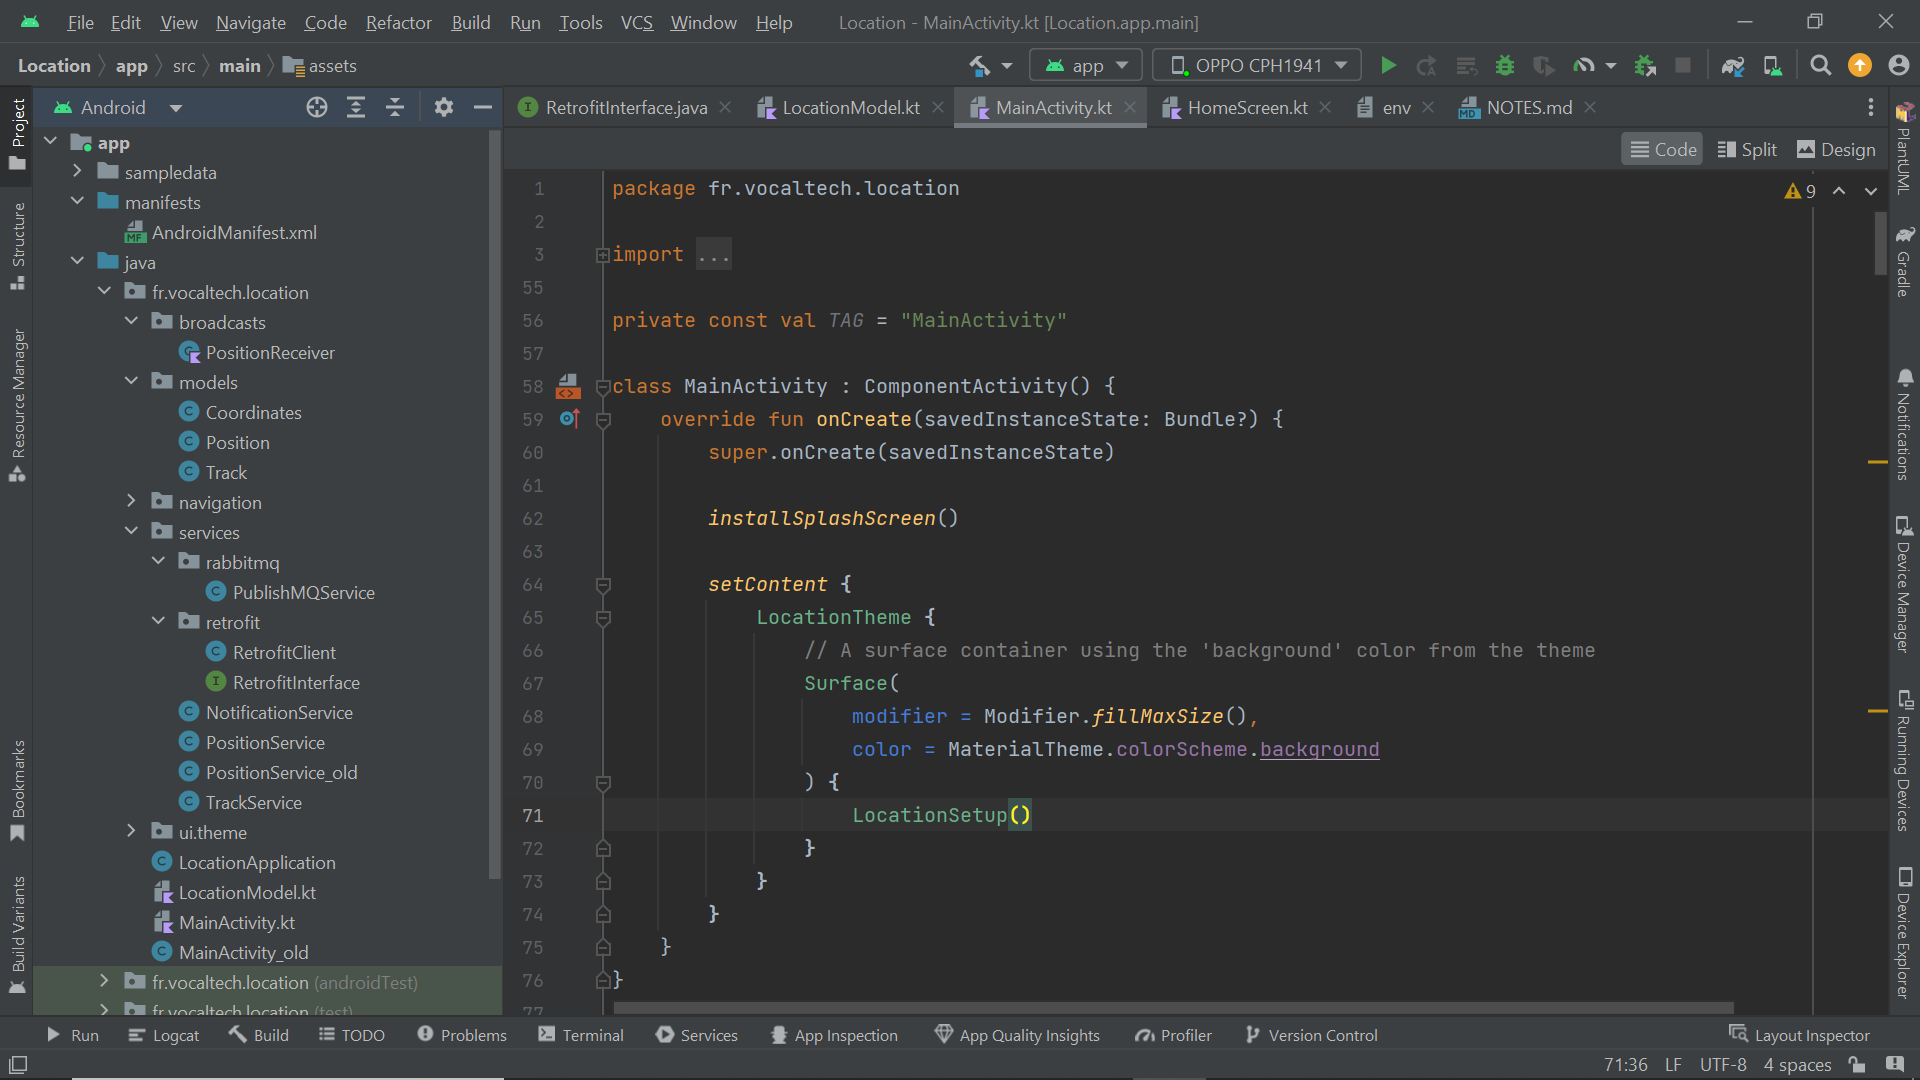 File Edit View Navigate Code Refactor Build Run Tools VCS Window Help Location - MainActivity.kt [Location.app.main]
Location app src main assets app OPPO CPH1941
Project
Structure
Resource Manager
Bookmarks
Build Variants
Android
app
sampledata
manifests
AndroidManifest.xml
java
fr.vocaltech.location
broadcasts
PositionReceiver
models
Coordinates
Position
Track
navigation
services
rabbitmq
PublishMQService
retrofit
RetrofitClient
RetrofitInterface
NotificationService
PositionService
PositionService_old
TrackService
ui.theme
LocationApplication
LocationModel.kt
MainActivity.kt
MainActivity_old
fr.vocaltech.location (androidTest)
fr.vocaltech.location (test)
RetrofitInterface.java LocationModel.kt MainActivity.kt HomeScreen.kt env NOTES.md
Code Split Design
9
1 package fr.vocaltech.location
2
3 import ...
55
56 private const val TAG = "MainActivity"
57
58 class MainActivity : ComponentActivity() {
59 override fun onCreate(savedInstanceState: Bundle?) {
60 super.onCreate(savedInstanceState)
61
62 installSplashScreen()
63
64 setContent {
65 LocationTheme {
66 // A surface container using the 'background' color from the theme
67 Surface(
68 modifier = Modifier.fillMaxSize(),
69 color = MaterialTheme.colorScheme.background
70 ) {
71 LocationSetup()
72 }
73 }
74 }
75 }
76 }
77
PlantUML
Gradle
Notifications
Device Manager
Running Devices
Device Explorer
Run Logcat Build TODO Problems Terminal Services App Inspection App Quality Insights Profiler Version Control Layout Inspector
71:36 LF UTF-8 4 spaces